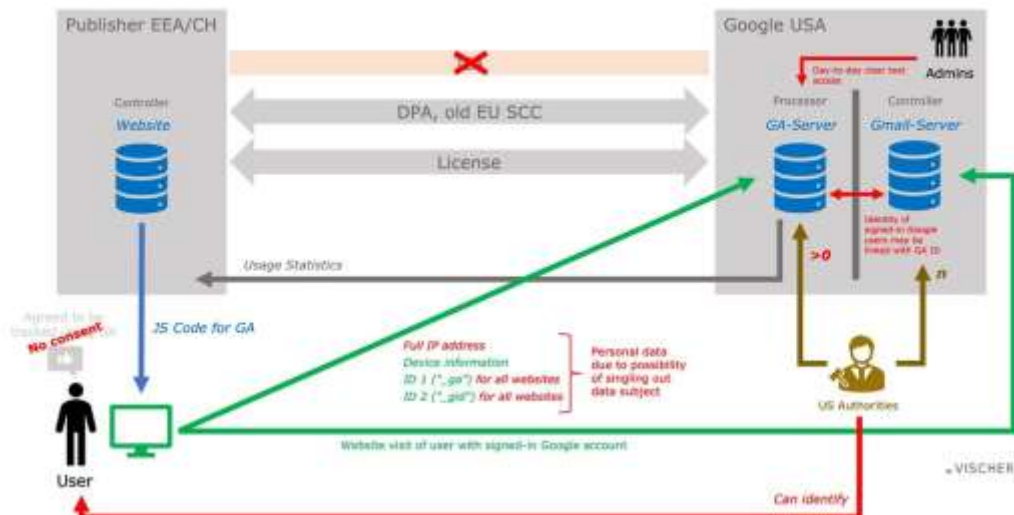 Publisher EEA/CH
Google USA
Admins
Day-to-day clear text
access
Controller
Website
DPA, old EU SCC
License
Processor
GA-Server
Controller
Gmail-Server
Identity of
signed-in Google
users may be
linked with GA ID
Usage Statistics
>0
n
Agreed to be
tracked
No consent
JS Code for GA
Full IP address
Device information
ID 1 ("_ga") for all websites
ID 2 ("_gid") for all websites
Personal data
due to possibility
of singling out
data subject
US Authorities
Website visit of user with signed-in Google account
User
VISCHER
Can identify